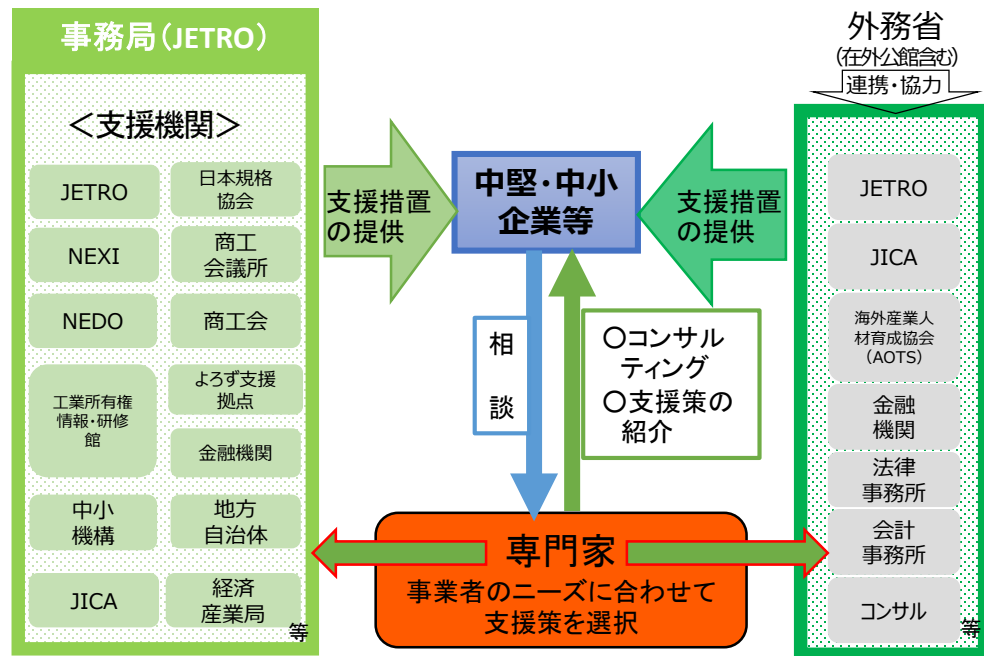 事務局(JETRO)
<支援機関>
JETRO
日本規格
協会
NEXI
商工
会議所
NEDO
商工会
工業所有権
情報・研修
館
よろず支援
拠点
金融機関
中小
機構
地方
自治体
JICA
経済
産業局
等
支援措置
の提供
中堅・中小
企業等
支援措置
の提供
相
談
○コンサル
ティング
○支援策の
紹介
専門家
事業者のニーズに合わせて
支援策を選択
外務省
(在外公館含む)
連携・協力
JETRO
JICA
海外産業人
材育成協会
(AOTS)
金融
機関
法律
事務所
会計
事務所
コンサル
等